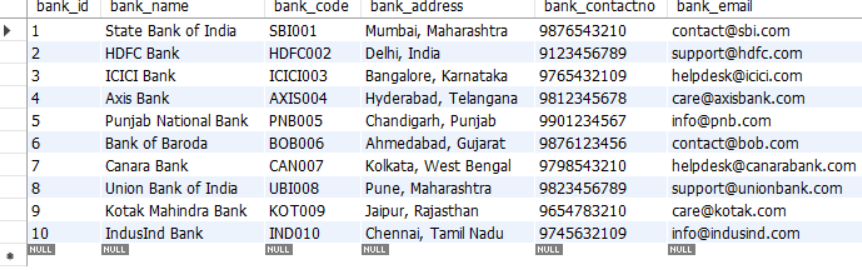 bank_id bank_name bank_code bank_address bank_contactno bank_email
1 State Bank of India SBI001 Mumbai, Maharashtra 9876543210 contact@sbi.com
2 HDFC Bank HDFC002 Delhi, India 9123456789 support@hdfc.com
3 ICICI Bank ICICI003 Bangalore, Karnataka 9765432109 helpdesk@icici.com
4 Axis Bank AXIS004 Hyderabad, Telangana 9812345678 care@axisbank.com
5 Punjab National Bank PNB005 Chandigarh, Punjab 9901234567 info@pnb.com
6 Bank of Baroda BOB006 Ahmedabad, Gujarat 9876123456 contact@bob.com
7 Canara Bank CAN007 Kolkata, West Bengal 9798543210 helpdesk@canarabank.com
8 Union Bank of India UBI008 Pune, Maharashtra 9823456789 support@unionbank.com
9 Kotak Mahindra Bank KOT009 Jaipur, Rajasthan 9654783210 care@kotak.com
10 IndusInd Bank IND010 Chennai, Tamil Nadu 9745632109 info@indusind.com
NULL NULL NULL NULL NULL NULL